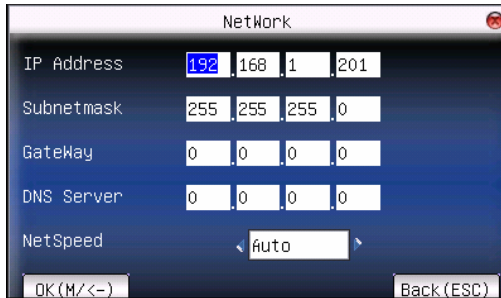 NetWork
IP Address 192.168.1.201
Subnetmask 255.255.255.0
GateWay 0.0.0.0
DNS Server 0.0.0.0
NetSpeed Auto
OK(M/<-) Back(ESC)